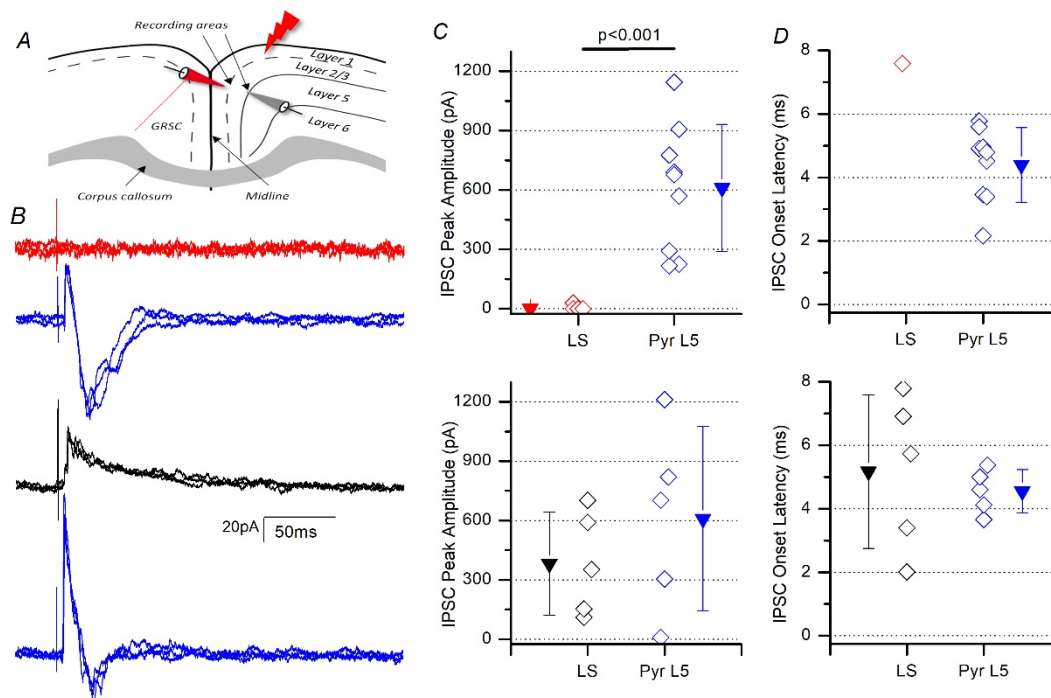 A
Recording areas
Layer 1
Layer 2/3
Layer 5
Layer 6
GRSC
Corpus callosum
Midline
B
20pA
50ms
C
p<0.001
IPSC Peak Amplitude (pA)
1200
900
600
300
0
LS
Pyr L5
D
IPSC Onset Latency (ms)
8
6
4
2
0
LS
Pyr L5
IPSC Peak Amplitude (pA)
1200
900
600
300
0
LS
Pyr L5
IPSC Onset Latency (ms)
8
6
4
2
0
LS
Pyr L5